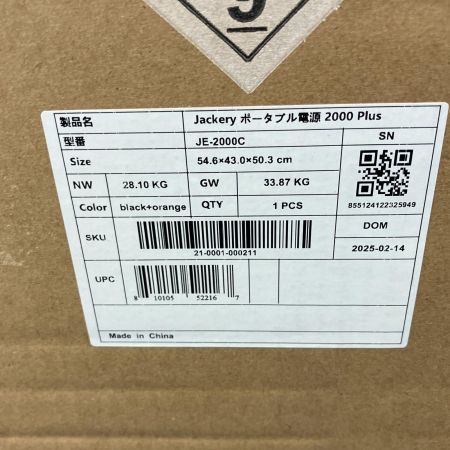 9
製品名 Jackery ポータブル電源 2000 Plus
型番 JE-2000C SN
Size 54.6×43.0×50.3 cm
NW 28.10 KG GW 33.87 KG
855124122325949
Color black+orange QTY 1 PCS
DOM
SKU
21-0001-000211
2025-02-14
UPC
8 10105 52216 7
Made in China